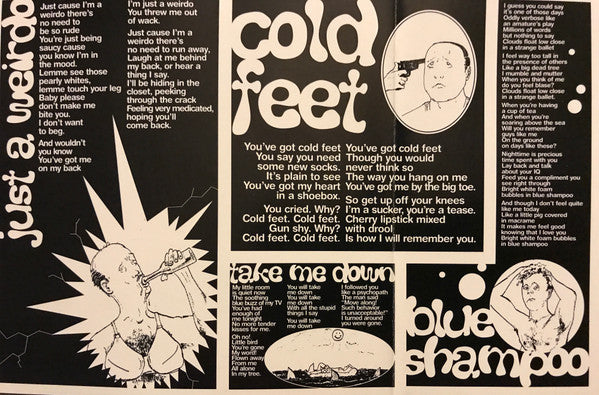 just a weirdo
Just cause I'm a
weirdo there's
no need to
be so rude
You're just being
saucy cause
you know I'm in
the mood.
Lemme see those
pearly whites,
lemme touch your leg
Baby please
don't make me
bite you.
I don't want
to beg.
And wouldn't
you know
You've got me
on my back
I'm just a weirdo
You threw me out
of wack.
Just cause I'm a
weirdo there's
no need to run away,
Laugh at me behind
my back, or hear a
thing I say.
I'll be hiding in the
closet, peeking
through the crack
Feeling very medicated,
hoping you'll
come back.
cold
feet
You've got cold feet
You say you need
some new socks.
It's plain to see
You've got my heart
in a shoebox.
You cried. Why?
Cold feet. Cold feet.
Gun shy. Why?
Cold feet. Cold feet.
You've got cold feet
Though you would
never think so
The way you hang on me
You've got me by the big toe.
So get up off your knees
I'm a sucker, you're a tease.
Cherry lipstick mixed
with drool
Is how I will remember you.
take me down
My little room
is quiet now
The soothing
blue buzz of my TV
You've had
enough of
me tonight
No more tender
kisses for me.
Oh no!
Little bird
You're gone
My word!
Flown away
From me
All alone
In my tree.
You will take
me down
You will take
me down
With all the stupid
things I say
You will take
me down
I followed you
like a psychopath
The man said
"Move along!
Such behavior
is unacceptable!"
I turned around
you were gone.
I guess you could say
it's one of those days
Oddly verbose like
an amature's play
Millions of words
but nothing to say
Clouds float low closed
in a strange ballet
I feel way too tall in
the presence of others
Like a big dead tree
I mumble and mutter
When you think of me
do you feel blase?
Clouds float low closed
in a strange ballet.
When you're having
a cup of tea
And when you're
soaring above the sea
Will you remember
guys like me
On the ground
on days like these?
Nightime is precious
time spent with you
Lay back and talk
about your IQ
Feed you a compliment you
see right through
Bright white foam
bubbles in blue shampoo
And though I don't feel quite
like me today
Like a little pig covered
in macrame
It makes me feel good
knowing that I love you
Bright white foam bubbles
in blue shampoo
blue
shampoo